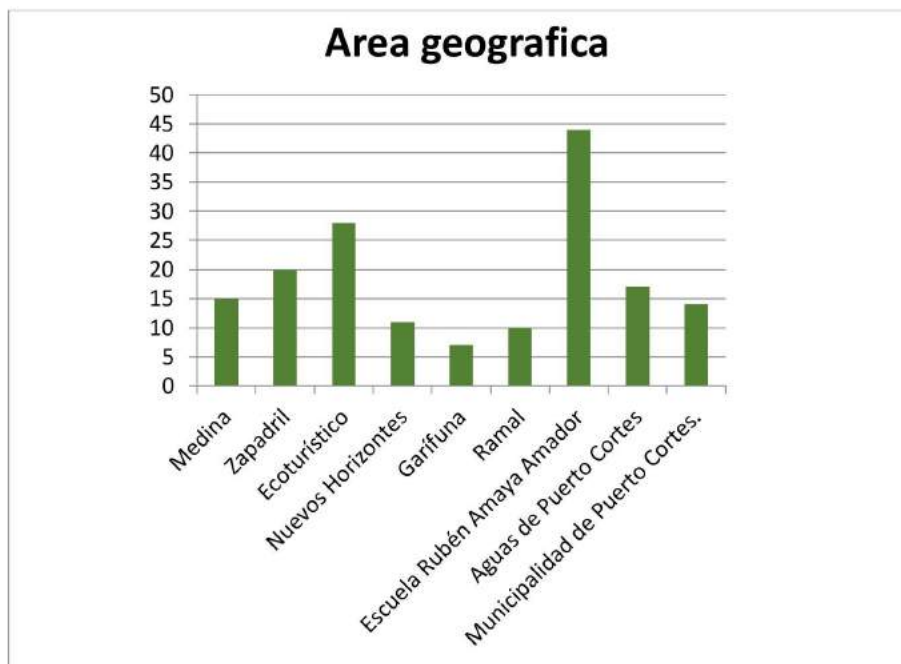 Area geografica
50
45
40
35
30
25
20
15
10
5
0
Medina
Zapadril
Ecoturístico
Nuevos Horizontes
Garífuna
Ramal
Escuela Rubén Amaya Amador
Aguas de Puerto Cortes
Municipalidad de Puerto Cortes.